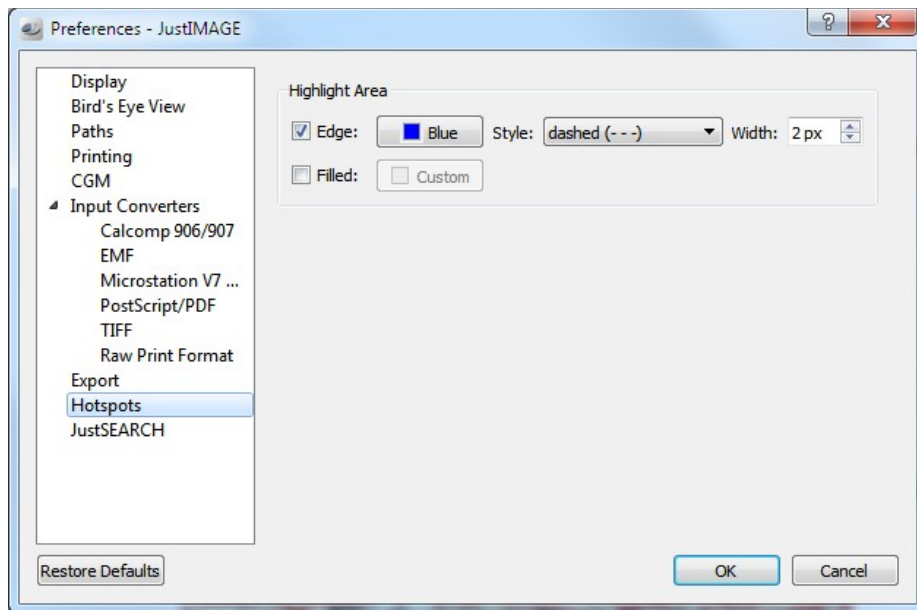 Preferences - JustIMAGE
Display
Bird's Eye View
Paths
Printing
CGM
Input Converters
Calcomp 906/907
EMF
Microstation V7 ...
PostScript/PDF
TIFF
Raw Print Format
Export
Hotspots
JustSEARCH
Highlight Area
Edge: Blue Style: dashed (- - -) Width: 2 px
Filled: Custom
Restore Defaults OK Cancel